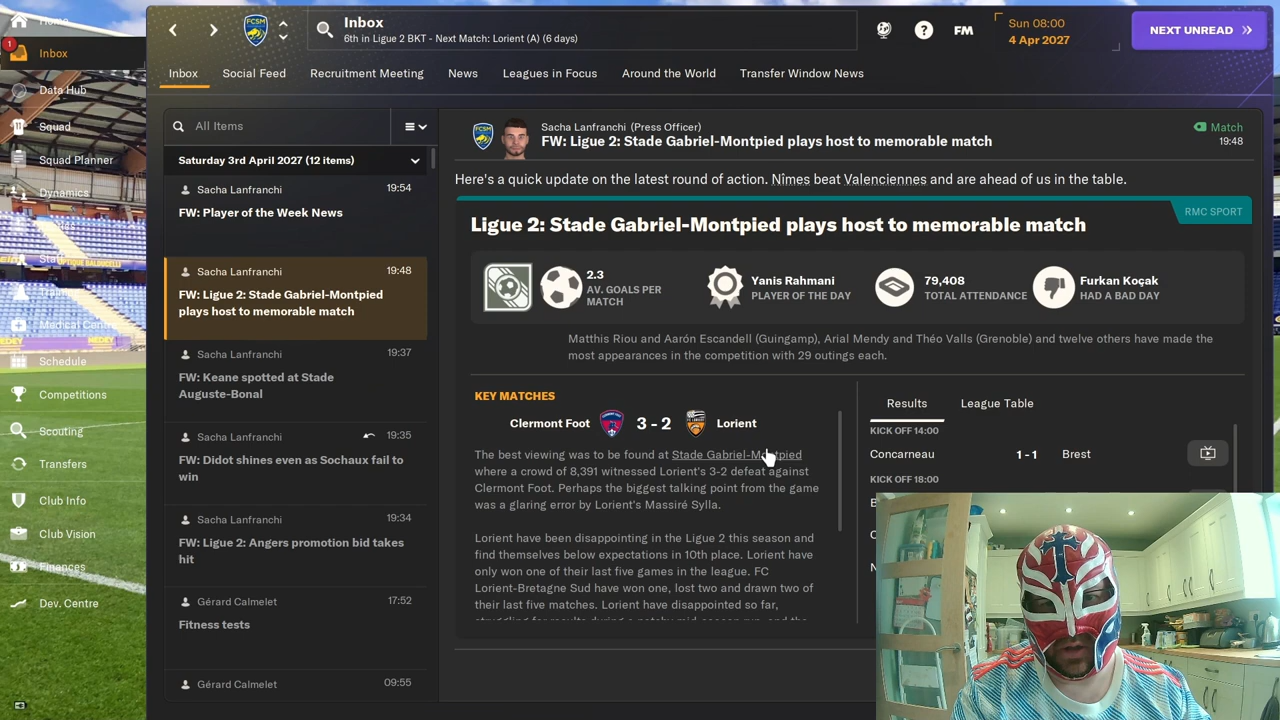 Home
1
Inbox
Data Hub
Squad
Squad Planner
Dynamics
Medical Centre
Schedule
Competitions
Scouting
Transfers
Club Info
Club Vision
Finances
Dev. Centre
FCSM
Inbox
6th in Ligue 2 BKT - Next Match: Lorient (A) (6 days)
?
FM
Sun 08:00
4 Apr 2027
NEXT UNREAD
Inbox Social Feed Recruitment Meeting News Leagues in Focus Around the World Transfer Window News
All Items
Saturday 3rd April 2027 (12 items)
Sacha Lanfranchi 19:54
FW: Player of the Week News
Sacha Lanfranchi 19:48
FW: Ligue 2: Stade Gabriel-Montpied
plays host to memorable match
Sacha Lanfranchi 19:37
FW: Keane spotted at Stade
Auguste-Bonal
Sacha Lanfranchi 19:35
FW: Didot shines even as Sochaux fail to
win
Sacha Lanfranchi 19:34
FW: Ligue 2: Angers promotion bid takes
hit
Gérard Calmelet 17:52
Fitness tests
Gérard Calmelet 09:55
FCSM
Sacha Lanfranchi (Press Officer)
FW: Ligue 2: Stade Gabriel-Montpied plays host to memorable match
Match
19:48
Here's a quick update on the latest round of action. Nîmes beat Valenciennes and are ahead of us in the table.
RMC SPORT
Ligue 2: Stade Gabriel-Montpied plays host to memorable match
2.3
AV. GOALS PER
MATCH
Yanis Rahmani
PLAYER OF THE DAY
79,408
TOTAL ATTENDANCE
Furkan Koçak
HAD A BAD DAY
Matthis Riou and Aarón Escandell (Guingamp), Arial Mendy and Théo Valls (Grenoble) and twelve others have made the
most appearances in the competition with 29 outings each.
KEY MATCHES
Clermont Foot 3 - 2 Lorient
The best viewing was to be found at Stade Gabriel-Montpied
where a crowd of 8,391 witnessed Lorient's 3-2 defeat against
Clermont Foot. Perhaps the biggest talking point from the game
was a glaring error by Lorient's Massiré Sylla.
Lorient have been disappointing in the Ligue 2 this season and
find themselves below expectations in 10th place. Lorient have
only won one of their last five games in the league. FC
Lorient-Bretagne Sud have won one, lost two and drawn two of
their last five matches. Lorient have disappointed so far,
Results League Table
KICK OFF 14:00
Concarneau 1 - 1 Brest
KICK OFF 18:00